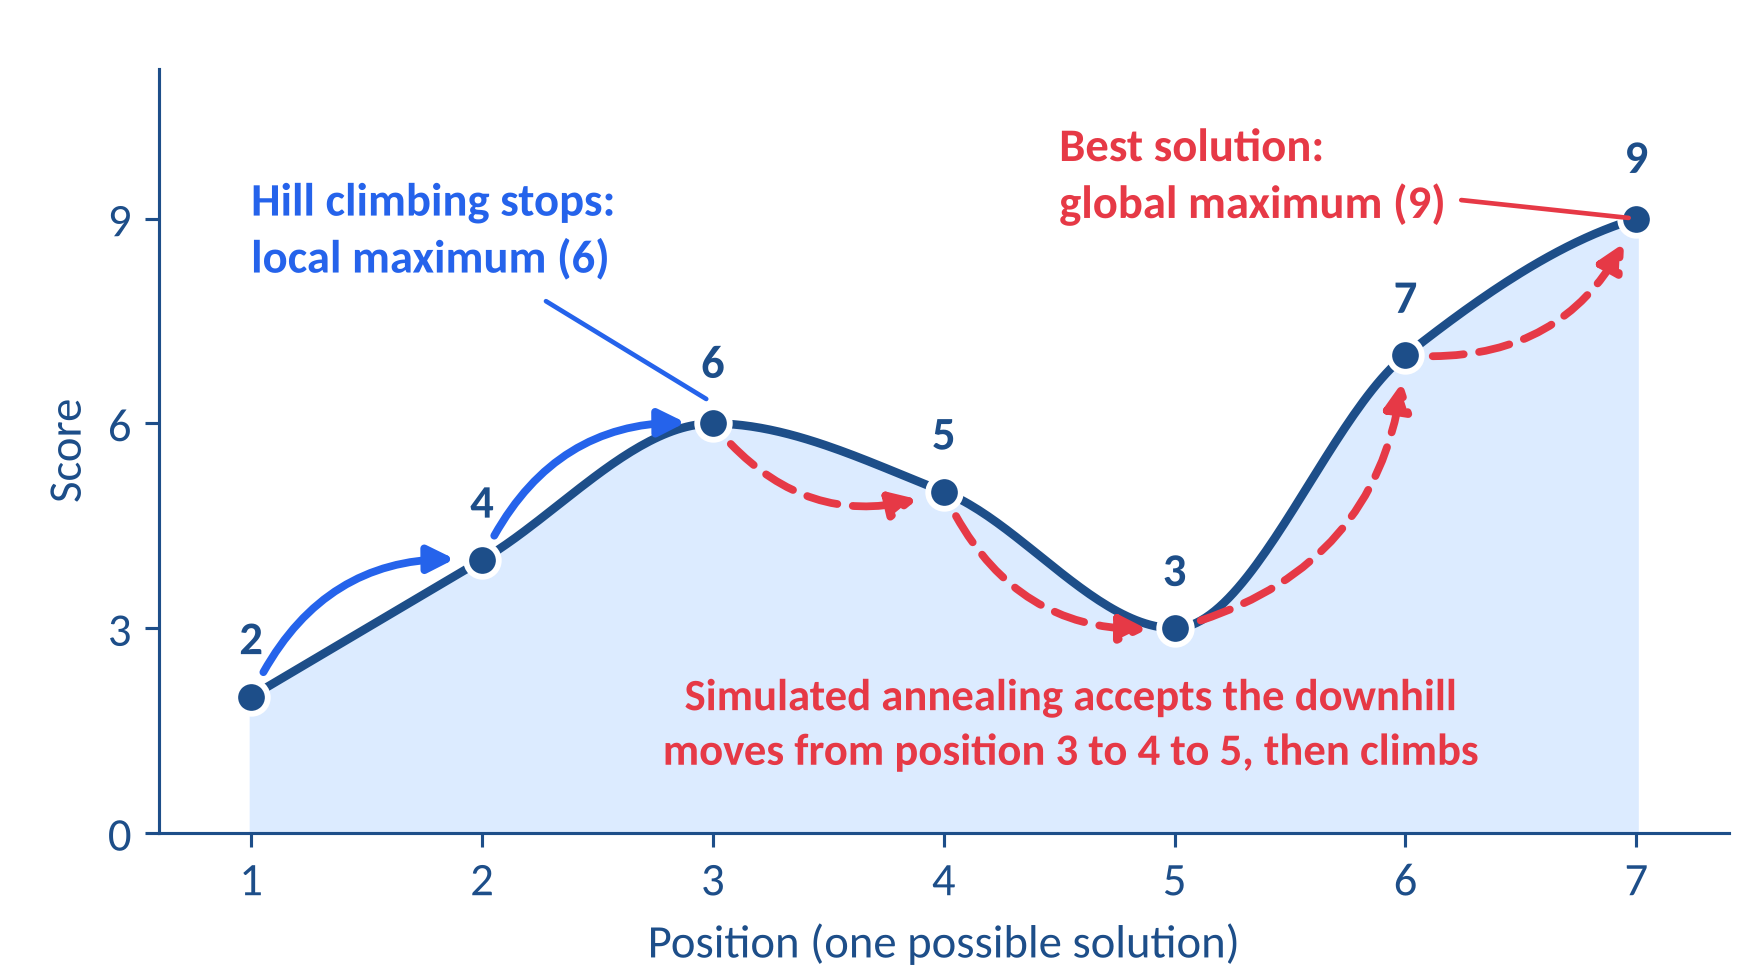 Hill climbing stops:
local maximum (6)
Best solution:
global maximum (9)
9
7
6
5
4
3
2
Simulated annealing accepts the downhill
moves from position 3 to 4 to 5, then climbs
Score
9
6
3
0
1 2 3 4 5 6 7
Position (one possible solution)